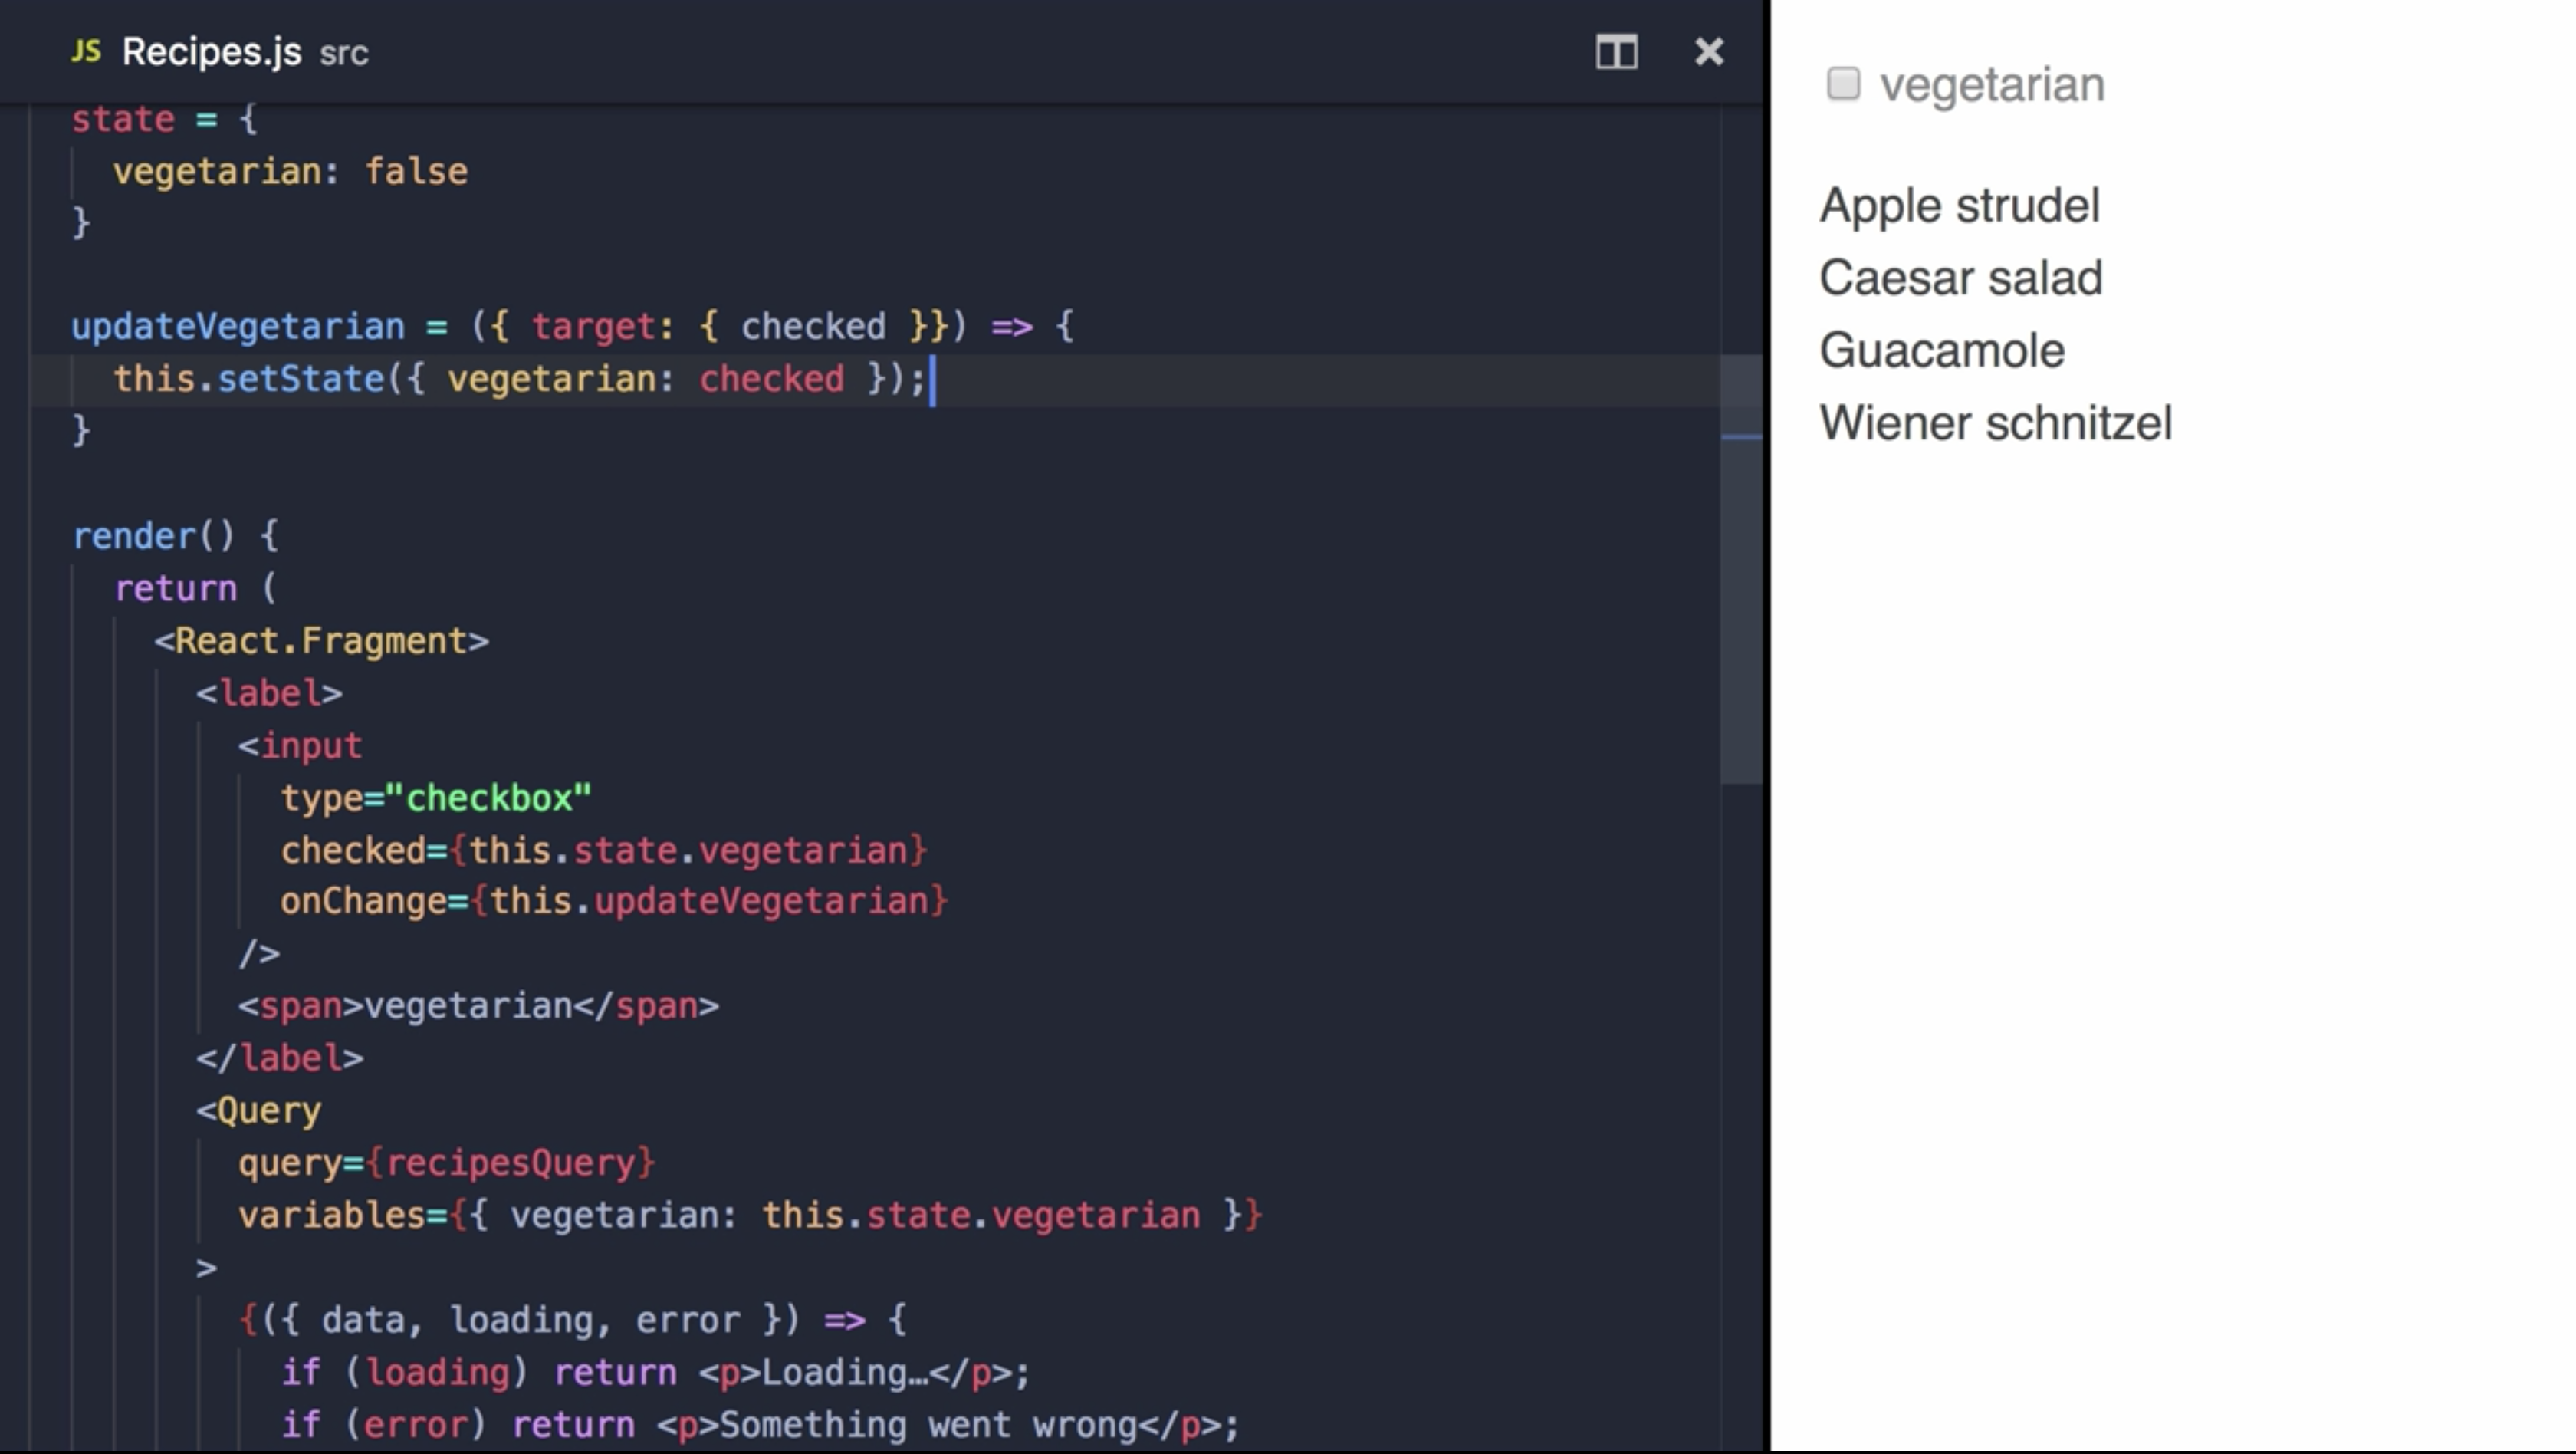 JS Recipes.js src
state = {
vegetarian: false
}
updateVegetarian = ({ target: { checked }}) => {
this.setState({ vegetarian: checked });
}
render() {
return (
<React.Fragment>
<label>
<input
type="checkbox"
checked={this.state.vegetarian}
onChange={this.updateVegetarian}
/>
<span>vegetarian</span>
</label>
<Query
query={recipesQuery}
variables={{ vegetarian: this.state.vegetarian }}
>
{({ data, loading, error }) => {
if (loading) return <p>Loading…</p>;
if (error) return <p>Something went wrong</p>;
vegetarian
Apple strudel
Caesar salad
Guacamole
Wiener schnitzel